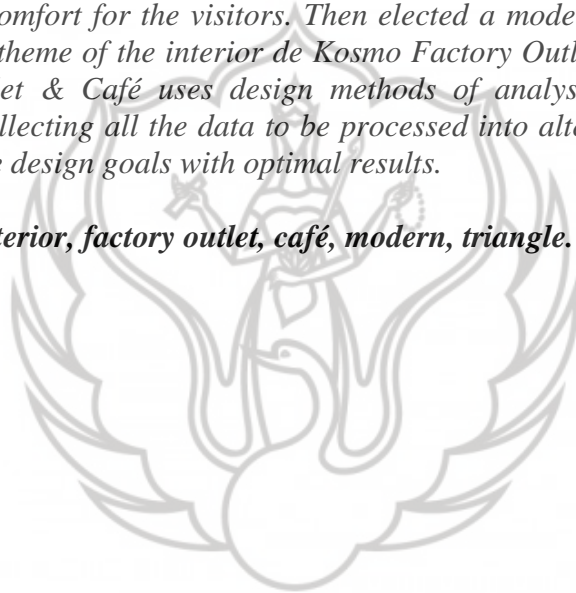 comfort for the visitors. Then elected a mode
theme of the interior de Kosmo Factory Outl
et & Café uses design methods of analys
llecting all the data to be processed into alte
e design goals with optimal results.
terior, factory outlet, café, modern, triangle.